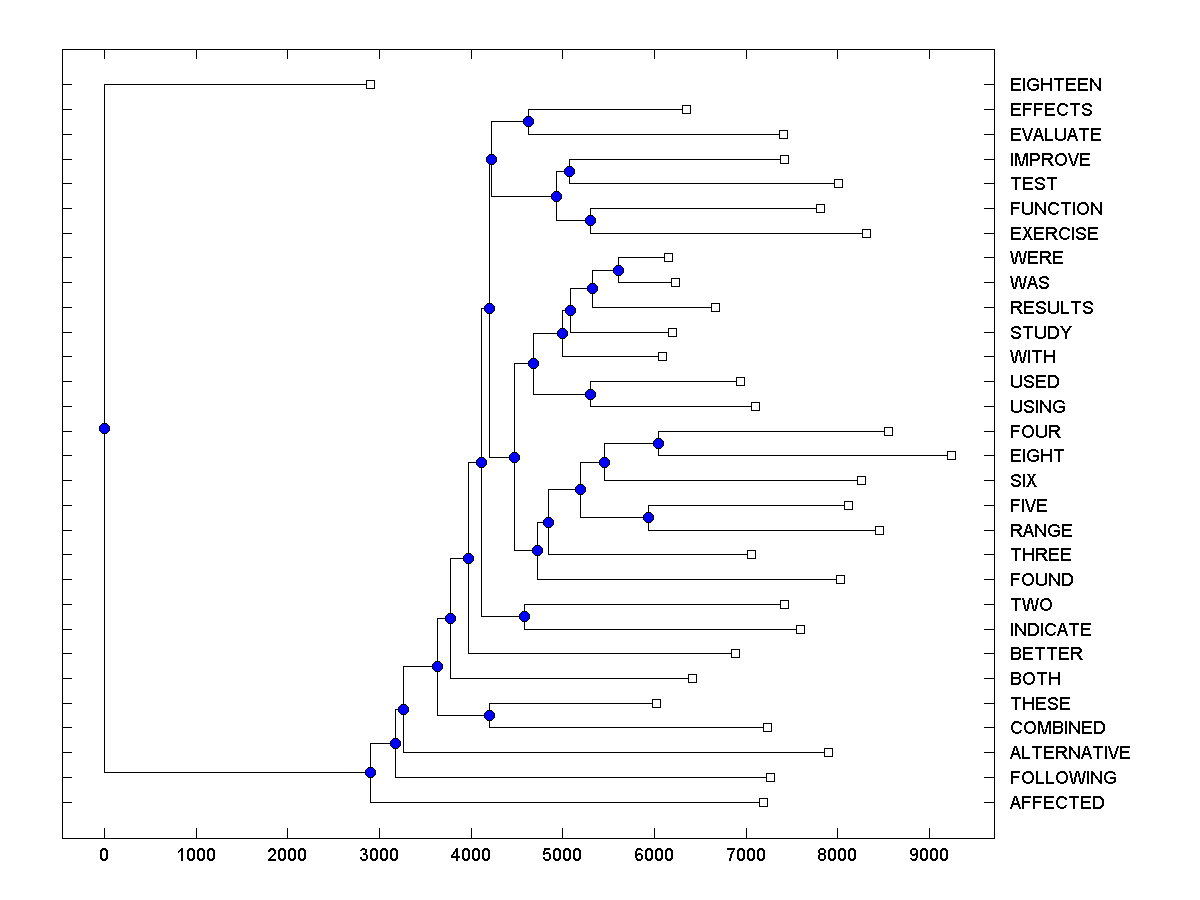 EIGHTEEN
EFFECTS
EVALUATE
IMPROVE
TEST
FUNCTION
EXERCISE
WERE
WAS
RESULTS
STUDY
WITH
USED
USING
FOUR
EIGHT
SIX
FIVE
RANGE
THREE
FOUND
TWO
INDICATE
BETTER
BOTH
THESE
COMBINED
ALTERNATIVE
FOLLOWING
AFFECTED
0 1000 2000 3000 4000 5000 6000 7000 8000 9000